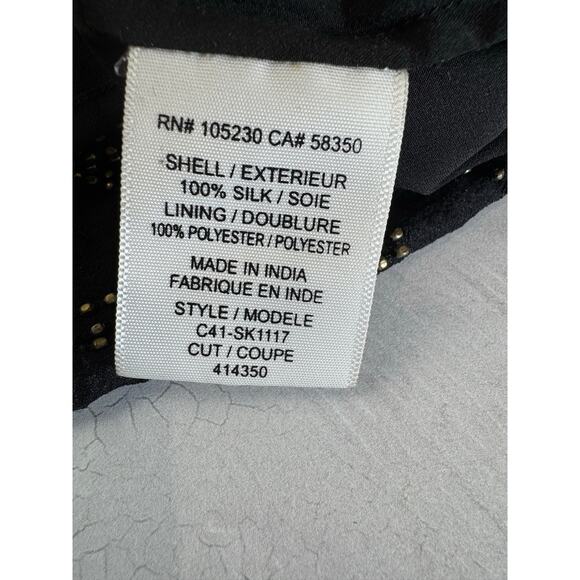 RN# 105230 CA# 58350
SHELL / EXTERIEUR
100% SILK / SOIE
LINING / DOUBLURE
100% POLYESTER / POLYESTER
MADE IN INDIA
FABRIQUE EN INDE
STYLE / MODELE
C41-SK1117
CUT / COUPE
414350